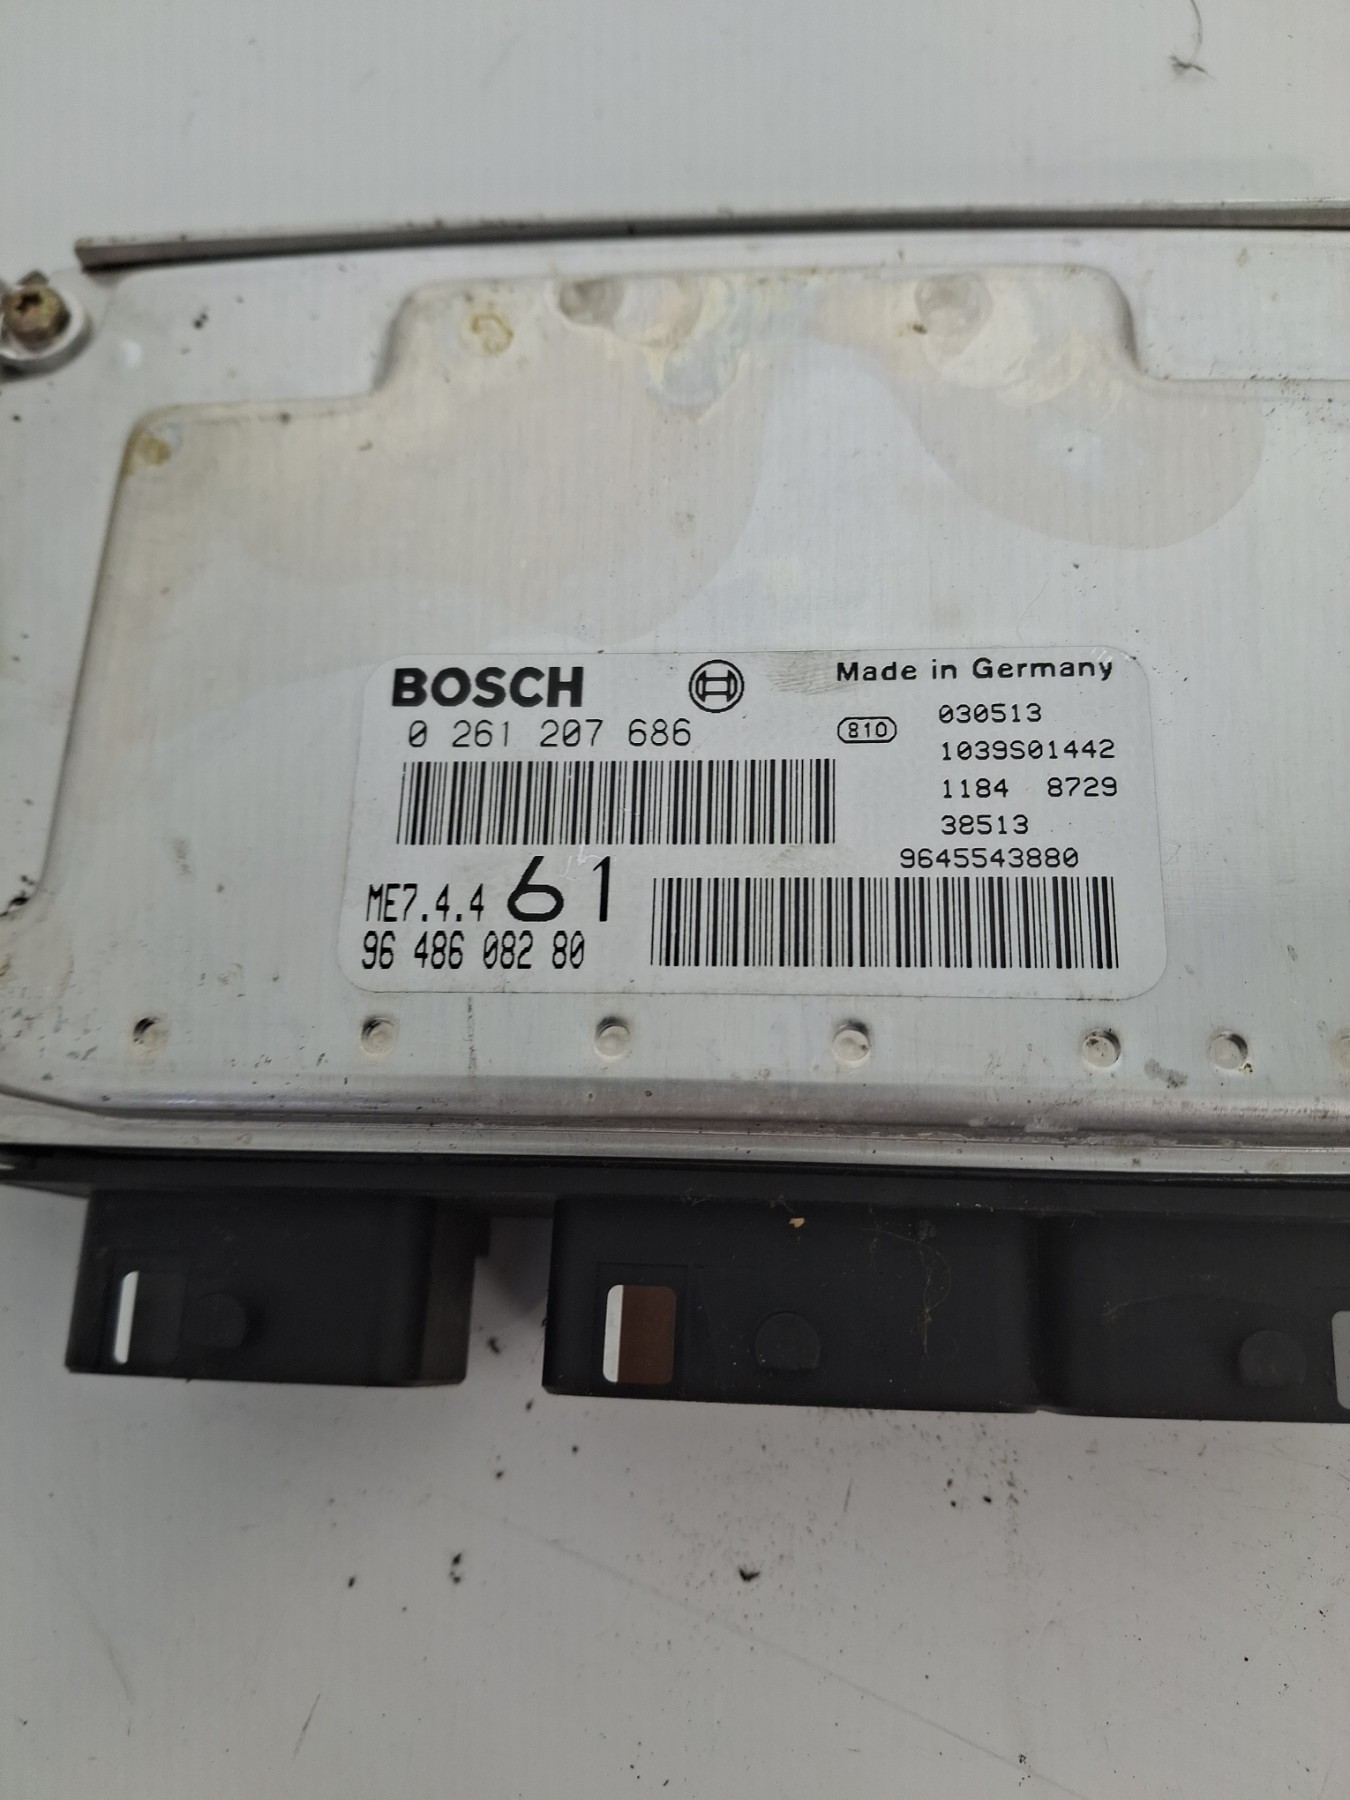 BOSCH
Made in Germany
0 261 207 686
810
030513
1039S01442
1184 8729
38513
9645543880
ME7.4.4 61
96 486 082 80